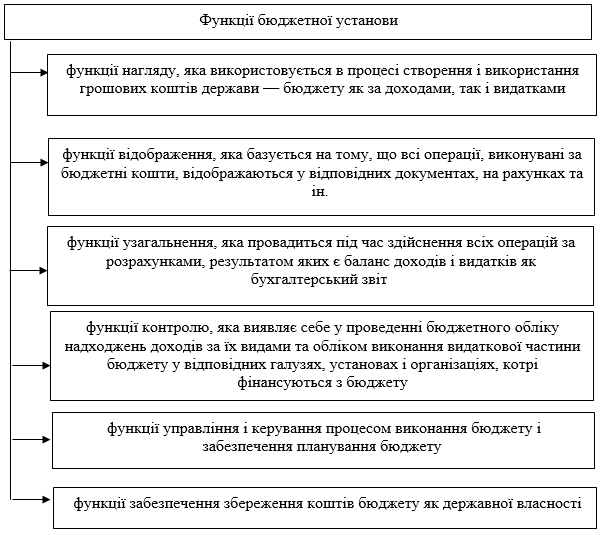 Функції бюджетної установи
функції нагляду, яка використовується в процесі створення і використання
грошових коштів держави — бюджету як за доходами, так і видатками
функції відображення, яка базується на тому, що всі операції, виконувані за
бюджетні кошти, відображаються у відповідних документах, на рахунках та
ін.
функції узагальнення, яка провадиться під час здійснення всіх операцій за
розрахунками, результатом яких є баланс доходів і видатків як
бухгалтерський звіт
функції контролю, яка виявляє себе у проведенні бюджетного обліку
надходжень доходів за їх видами та обліком виконання видаткової частини
бюджету у відповідних галузях, установах і організаціях, котрі
фінансуються з бюджету
функції управління і керування процесом виконання бюджету і
забезпечення планування бюджету
функції забезпечення збереження коштів бюджету як державної власності